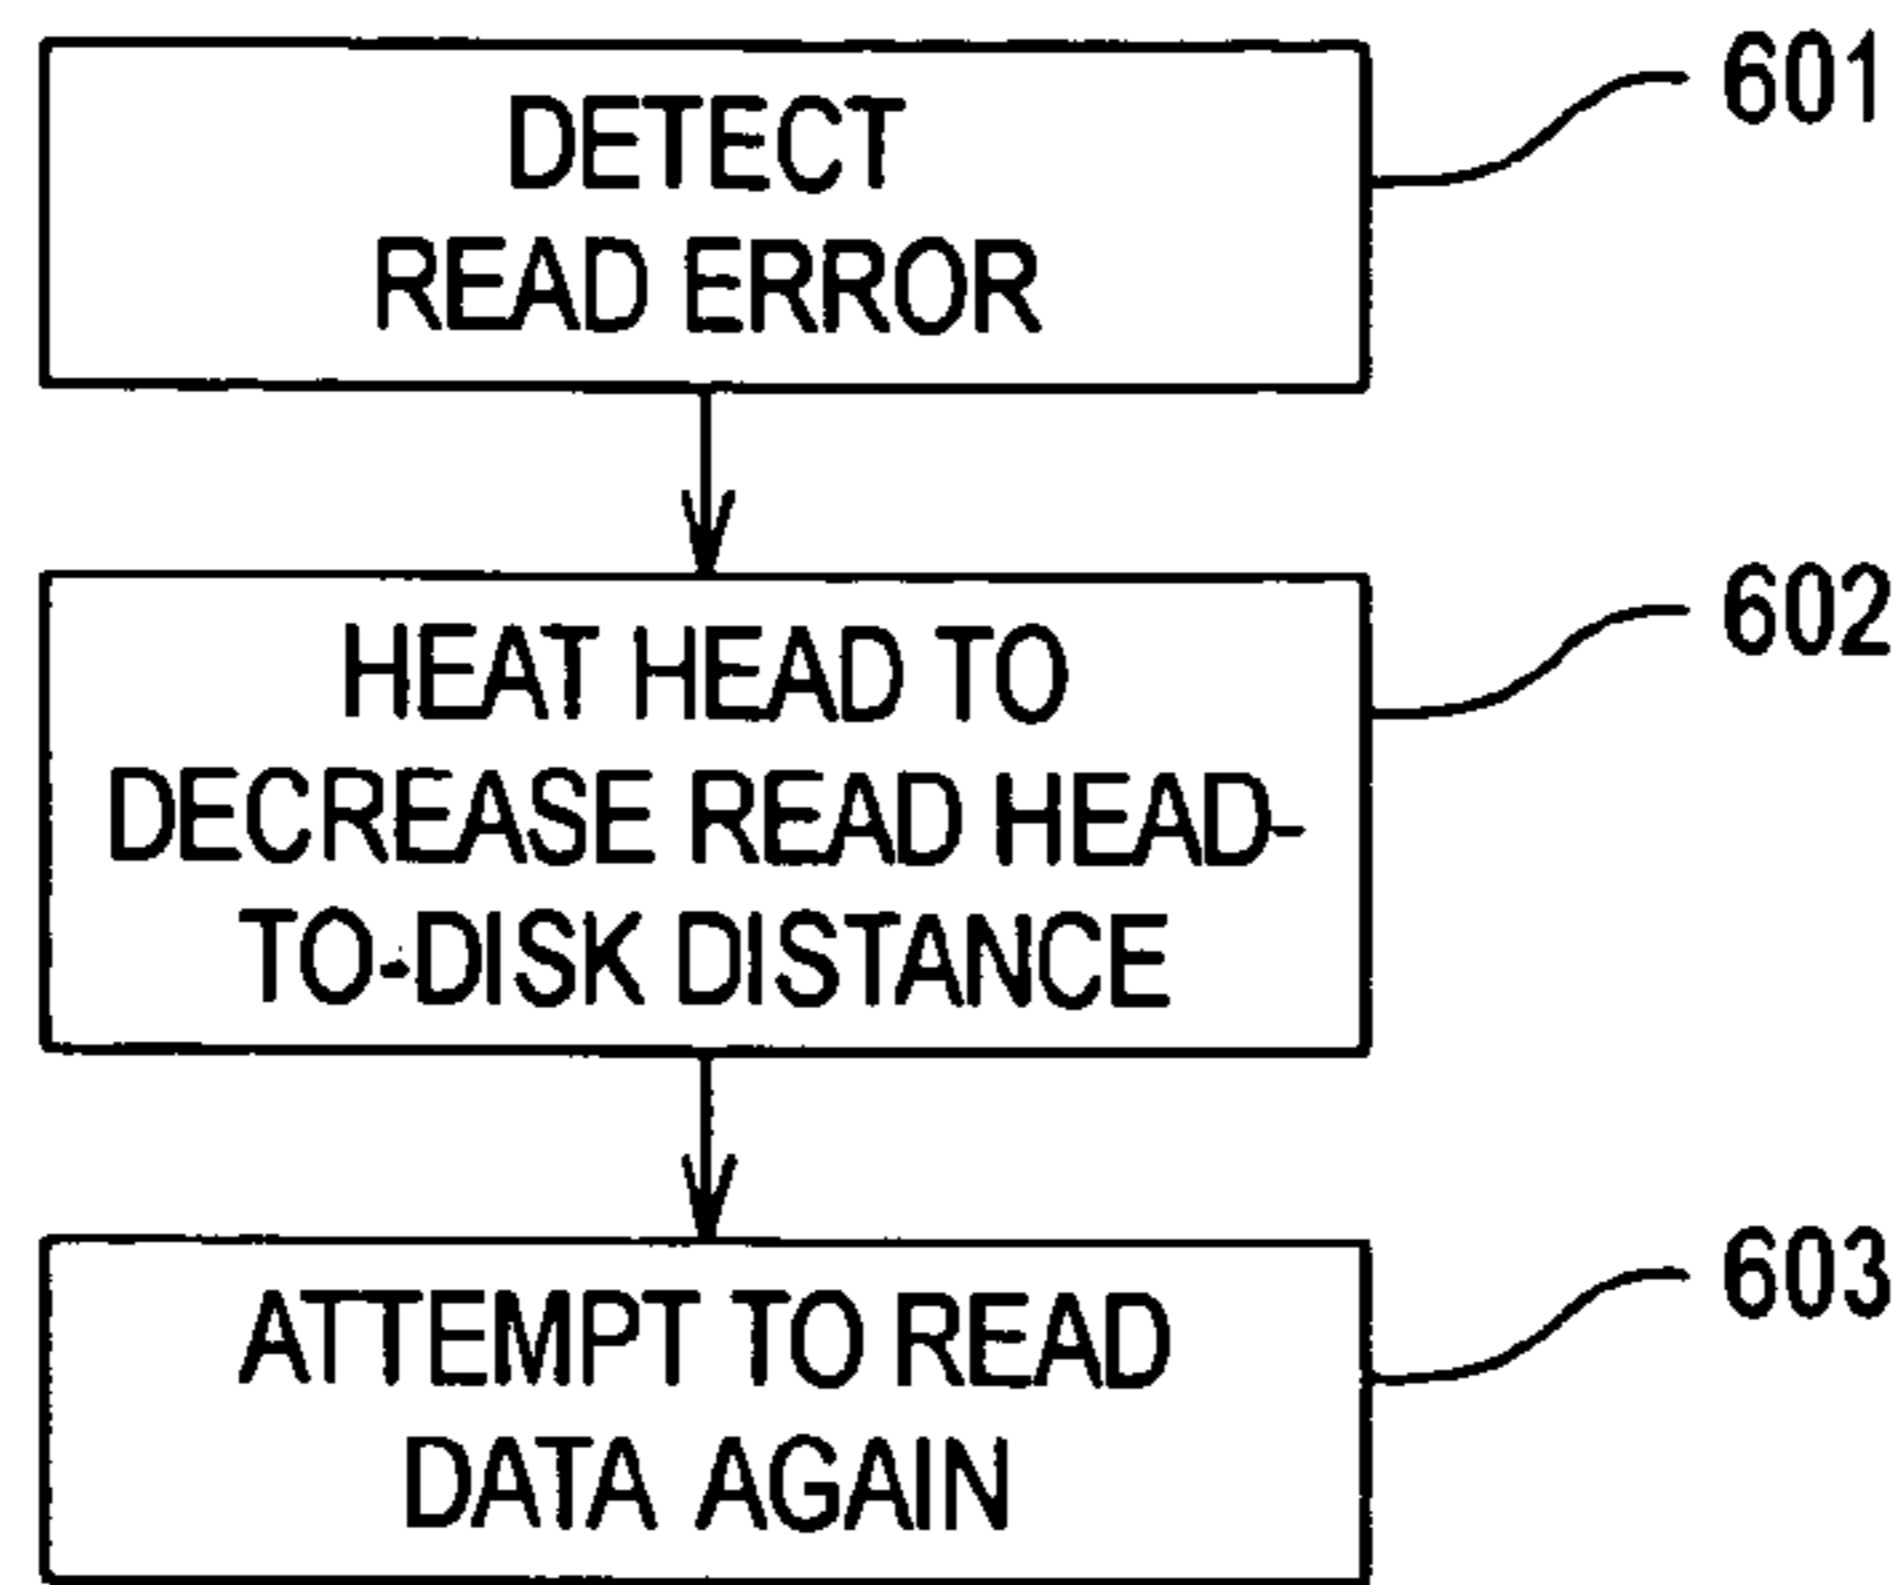 DETECT
READ ERROR
601
HEAT HEAD TO
DECREASE READ HEAD-
TO-DISK DISTANCE
602
ATTEMPT TO READ
DATA AGAIN
603